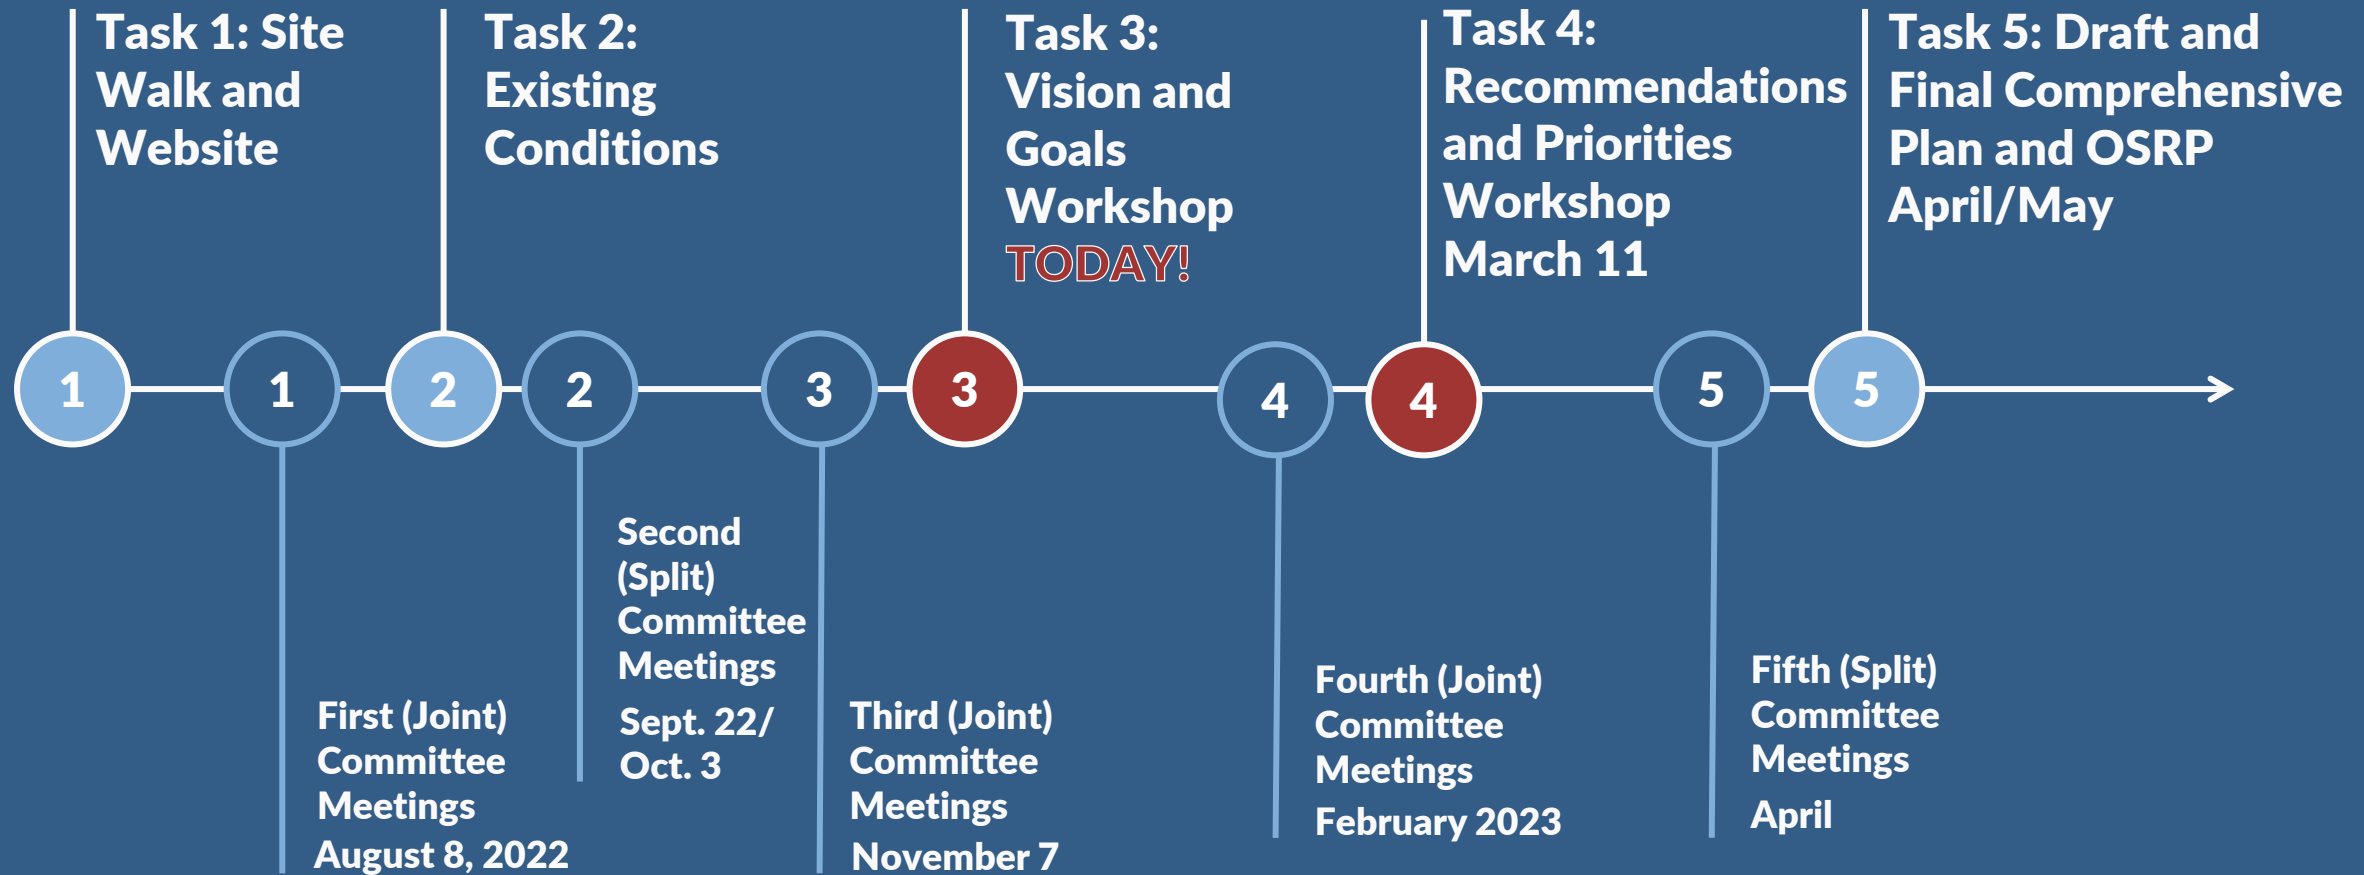 Task 1: Site
Walk and
Website
Task 2:
Existing
Conditions
Task 3:
Vision and
Goals
Workshop
TODAY!
Task 4:
Recommendations
and Priorities
Workshop
March 11
Task 5: Draft and
Final Comprehensive
Plan and OSRP
April/May
1
1
2
2
3
3
4
4
5
5
First (Joint)
Committee
Meetings
August 8, 2022
Second
(Split)
Committee
Meetings
Sept. 22/
Oct. 3
Third (Joint)
Committee
Meetings
November 7
Fourth (Joint)
Committee
Meetings
February 2023
Fifth (Split)
Committee
Meetings
April